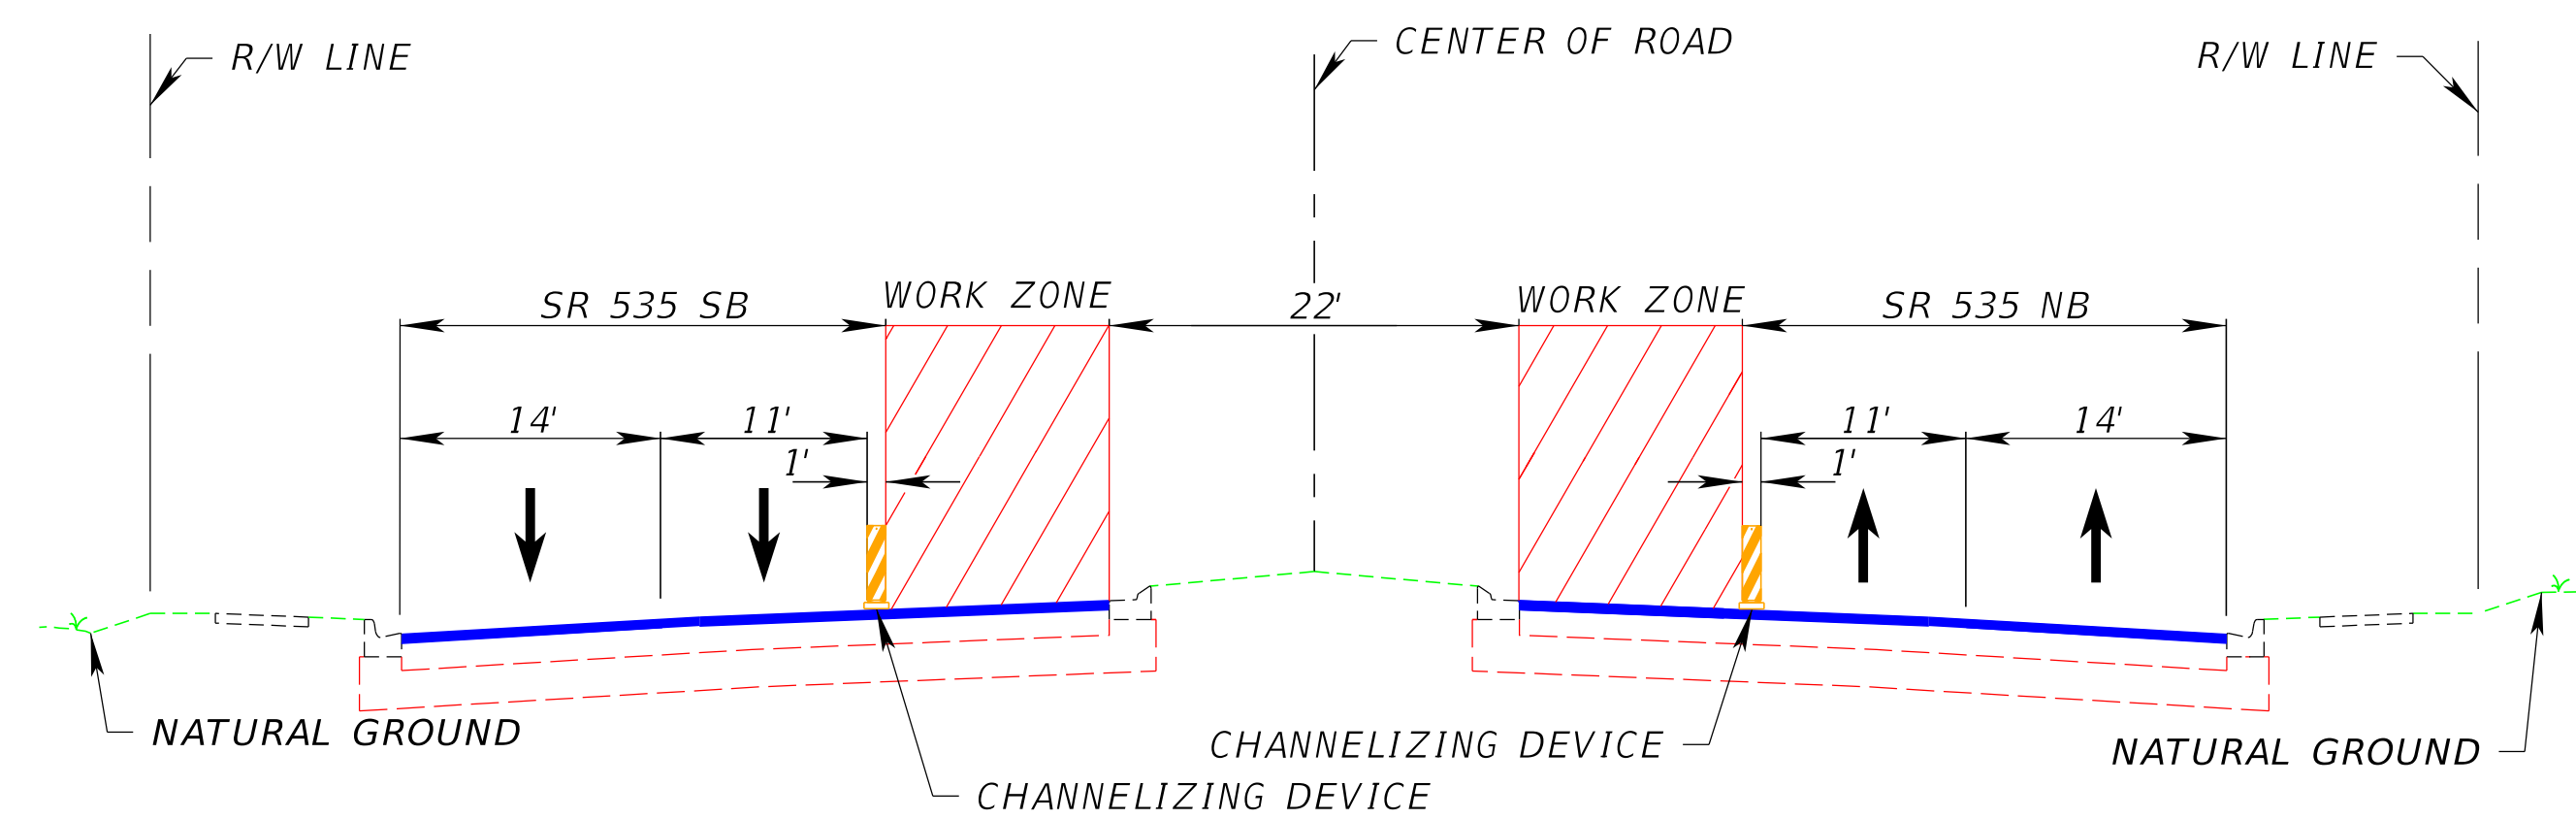 CENTER OF ROAD
R/W LINE
R/W LINE
SR 535 SB
WORK ZONE
22'
WORK ZONE
SR 535 NB
14'
11'
11'
14'
1'
1'
NATURAL GROUND
CHANNELIZING DEVICE
NATURAL GROUND
CHANNELIZING DEVICE